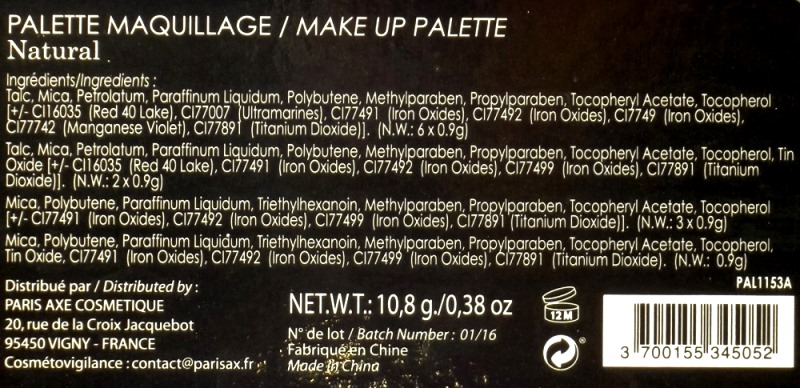 PALETTE MAQUILLAGE / MAKE UP PALETTE
Natural
Ingrédients/Ingredients :
Talc, Mica, Petrolatum, Paraffinum Liquidum, Polybutene, Methylparaben, Propylparaben, Tocopheryl Acetate, Tocopherol
[+/- CI16035 (Red 40 Lake), CI77007 (Ultramarines), CI77491 (Iron Oxides), CI77492 (Iron Oxides), CI7749 (Iron Oxides),
CI77742 (Manganese Violet), CI77891 (Titanium Dioxide)]. (N.W.: 6 x 0.9g)
Talc, Mica, Petrolatum, Paraffinum Liquidum, Polybutene, Methylparaben, Propylparaben, Tocopheryl Acetate, Tocopherol, Tin
Oxide [+/- CI16035 (Red 40 Lake), CI77491 (Iron Oxides), CI77492 (Iron Oxides), CI77499 (Iron Oxides), CI77891 (Titanium
Dioxide)]. (N.W.: 2 x 0.9g)
Mica, Polybutene, Paraffinum Liquidum, Triethylhexanoin, Methylparaben, Propylparaben, Tocopheryl Acetate, Tocopherol
[+/- CI77491 (Iron Oxides), CI77492 (Iron Oxides), CI77499 (Iron Oxides), CI77891 (Titanium Dioxide)]. (N.W.: 3 x 0.9g)
Mica, Polybutene, Paraffinum Liquidum, Triethylhexanoin, Methylparaben, Propylparaben, Tocopheryl Acetate, Tocopherol,
Tin Oxide, CI77491 (Iron Oxides), CI77492 (Iron Oxides), CI77499 (Iron Oxides), CI77891 (Titanium Dioxide). (N.W.: 0.9g)
PAL1153A
Distribué par / Distributed by :
PARIS AXE COSMETIQUE
20, rue de la Croix Jacquebot
95450 VIGNY - FRANCE
Cosmétovigilance : contact@parisax.fr
NET.W.T.: 10,8 g./0,38 oz
N° de lot / Batch Number : 01/16
Fabriqué en Chine
Made in China
12 M
3 700155 345052